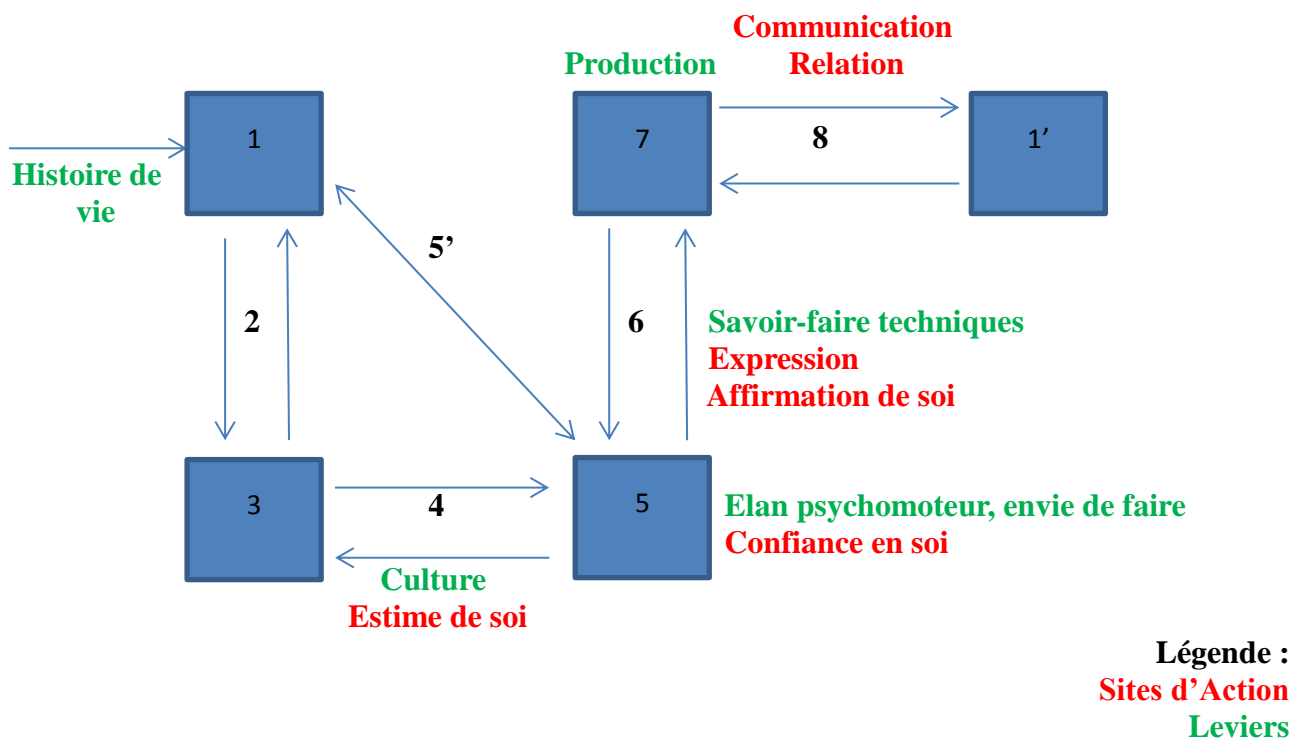 Communication
Relation
Production
1
7
8
1’
Histoire de
vie
5’
2
6
Savoir-faire techniques
Expression
Affirmation de soi
3
4
5
Elan psychomoteur, envie de faire
Confiance en soi
Culture
Estime de soi
Légende :
Sites d’Action
Leviers